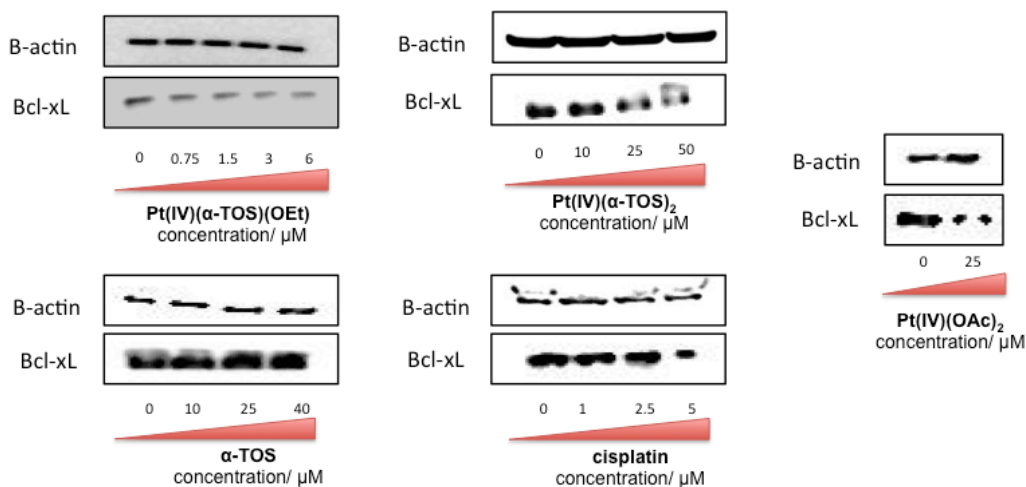 B-actin
Bcl-xL
0 0.75 1.5 3 6
Pt(IV)(α-TOS)(OEt)
concentration/ μM
B-actin
Bcl-xL
0 10 25 50
Pt(IV)(α-TOS)₂
concentration/ μM
B-actin
Bcl-xL
0 25
Pt(IV)(OAc)₂
concentration/ μM
B-actin
Bcl-xL
0 10 25 40
α-TOS
concentration/ μM
B-actin
Bcl-xL
0 1 2.5 5
cisplatin
concentration/ μM